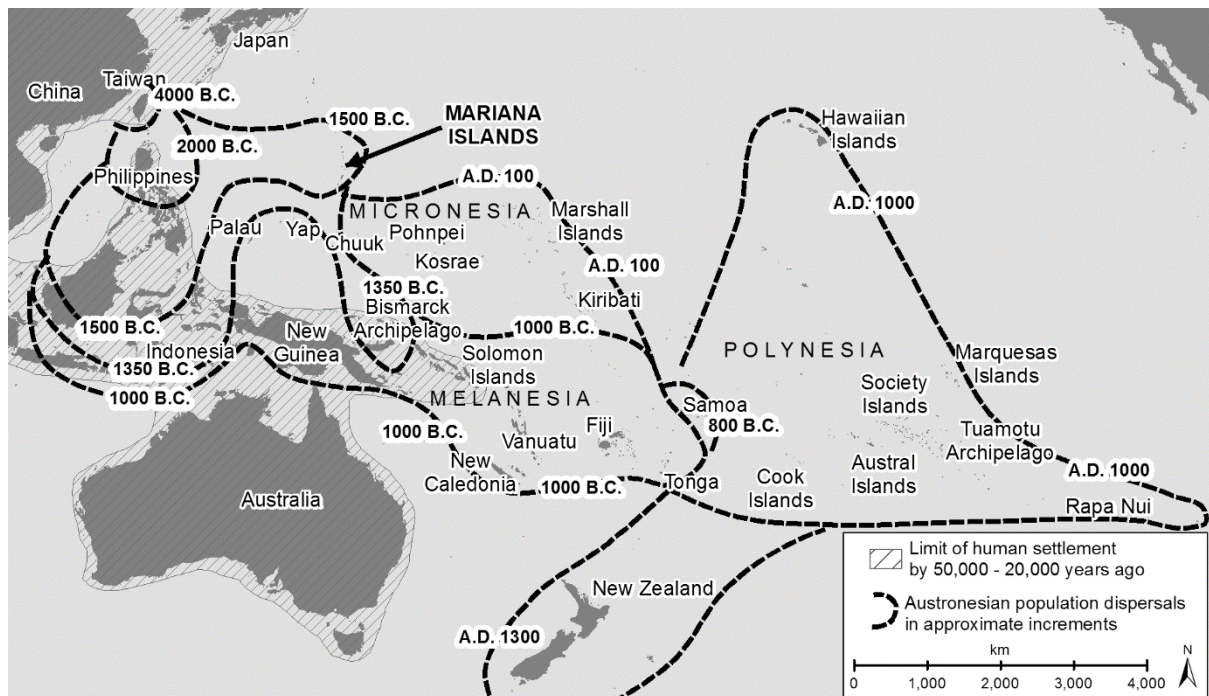 Japan
Taiwan
China
4000 B.C.
1500 B.C.
MARIANA
ISLANDS
Hawaiian
Islands
2000 B.C.
Philippines
A.D. 100
A.D. 1000
MICRONESIA
Marshall
Islands
Palau
Yap
Chuuk
Pohnpei
Kosrae
A.D. 100
1350 B.C.
Kiribati
Bismarck
Archipelago
1500 B.C.
1000 B.C.
New
Guinea
Indonesia
Solomon
Islands
POLYNESIA
Marquesas
Islands
1350 B.C.
Society
Islands
1000 B.C.
MELANESIA
Samoa
800 B.C.
1000 B.C.
Fiji
Vanuatu
Tuamotu
Archipelago
New
Caledonia
Austral
Islands
A.D. 1000
Australia
1000 B.C.
Tonga
Cook
Islands
Rapa Nui
New Zealand
A.D. 1300
Limit of human settlement
by 50,000 - 20,000 years ago
Austronesian population dispersals
in approximate increments
km
N
0 1,000 2,000 3,000 4,000